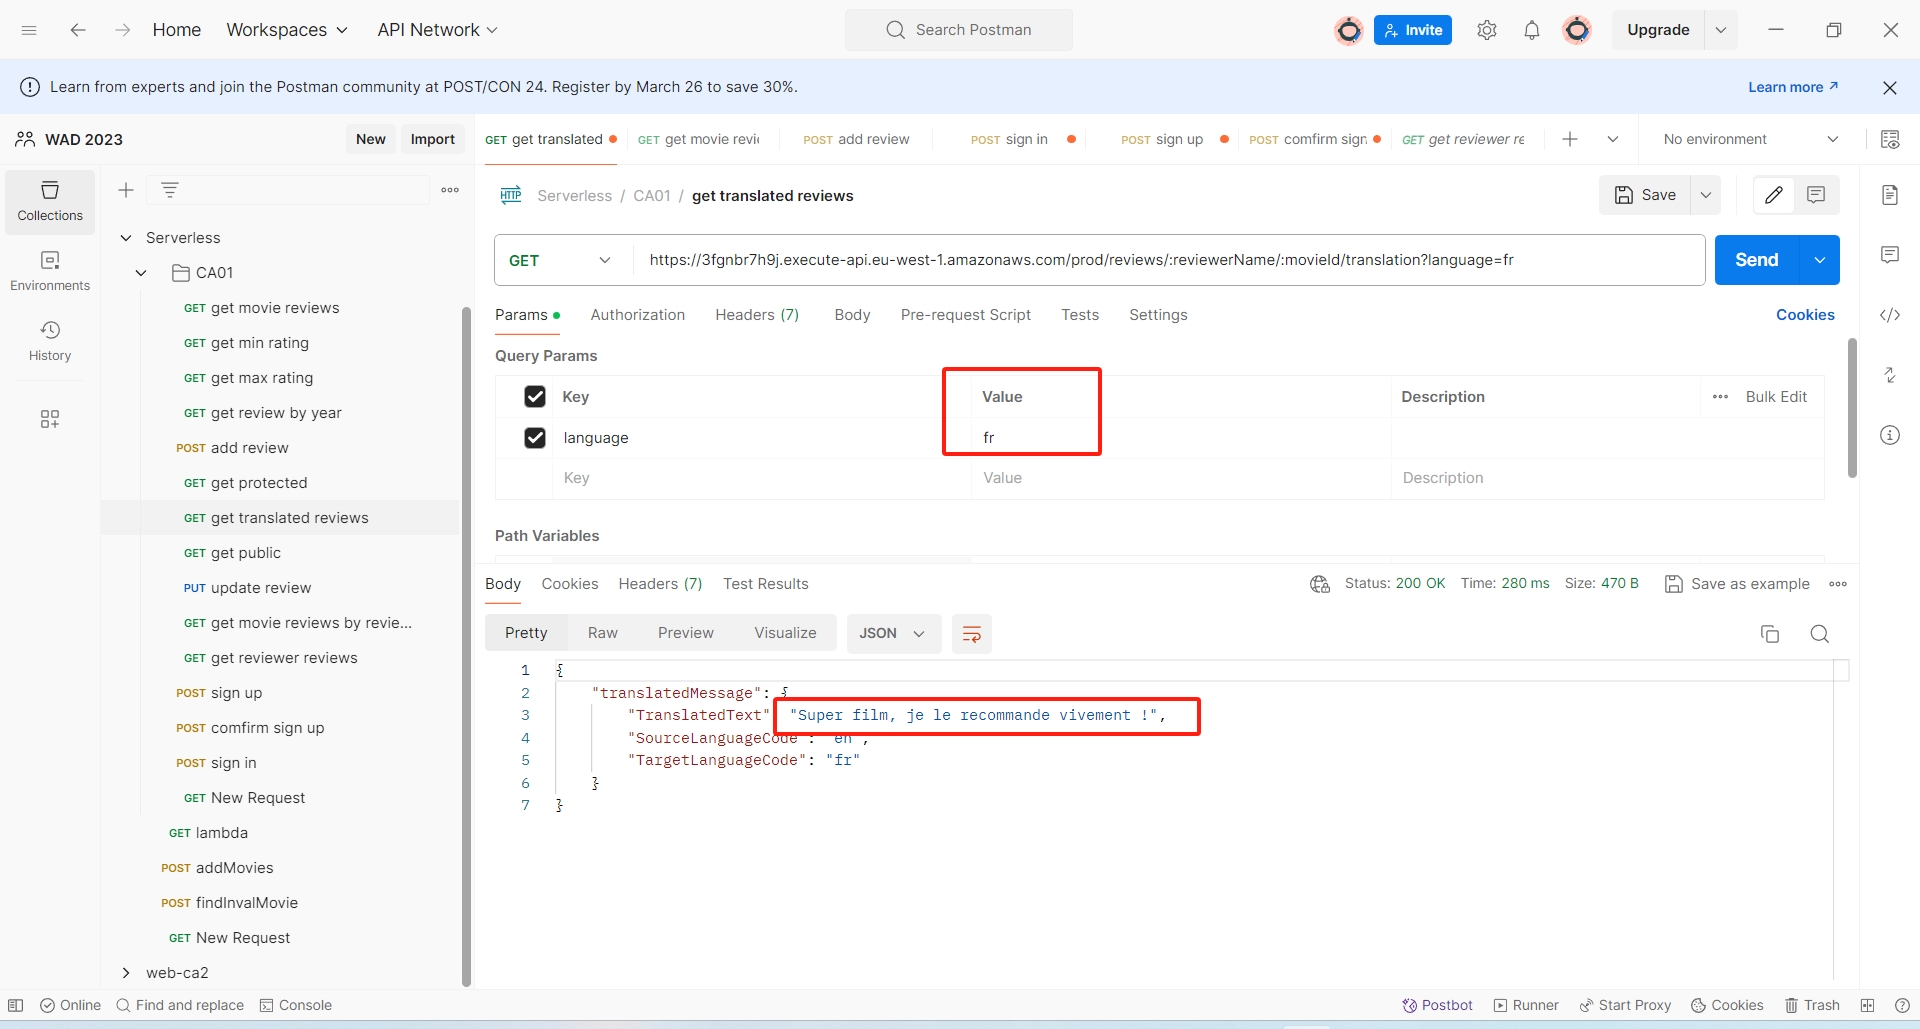 Home Workspaces API Network Search Postman Invite Upgrade
Learn from experts and join the Postman community at POST/CON 24. Register by March 26 to save 30%. Learn more
WAD 2023 New Import
GET get translated POST add review POST sign in POST sign up No environment
GET get movie revi
POST comfirm sign
GET get reviewer re
Collections
Environments
History
Serverless
CA01
GET get movie reviews
GET get min rating
GET get max rating
GET get review by year
POST add review
GET get protected
GET get translated reviews
GET get public
PUT update review
GET get movie reviews by revie...
GET get reviewer reviews
POST sign up
POST comfirm sign up
POST sign in
GET New Request
GET lambda
POST addMovies
POST findInvalMovie
GET New Request
web-ca2
HTTP Serverless / CA01 / get translated reviews Save
GET https://3fgnbr7h9j.execute-api.eu-west-1.amazonaws.com/prod/reviews/:reviewerName/:movieId/translation?language=fr Send
Params Authorization Headers (7) Body Pre-request Script Tests Settings Cookies
Query Params
Key Value Description Bulk Edit
language fr
Key Value Description
Path Variables
Body Cookies Headers (7) Test Results Status: 200 OK Time: 280 ms Size: 470 B Save as example
Pretty Raw Preview Visualize JSON
1 {
2 "translatedMessage": {
3 "TranslatedText" "Super film, je le recommande vivement !",
4 "SourceLanguageCode : en ,
5 "TargetLanguageCode": "fr"
6 }
7 }
Online Find and replace Console Postbot Runner Start Proxy Cookies Trash